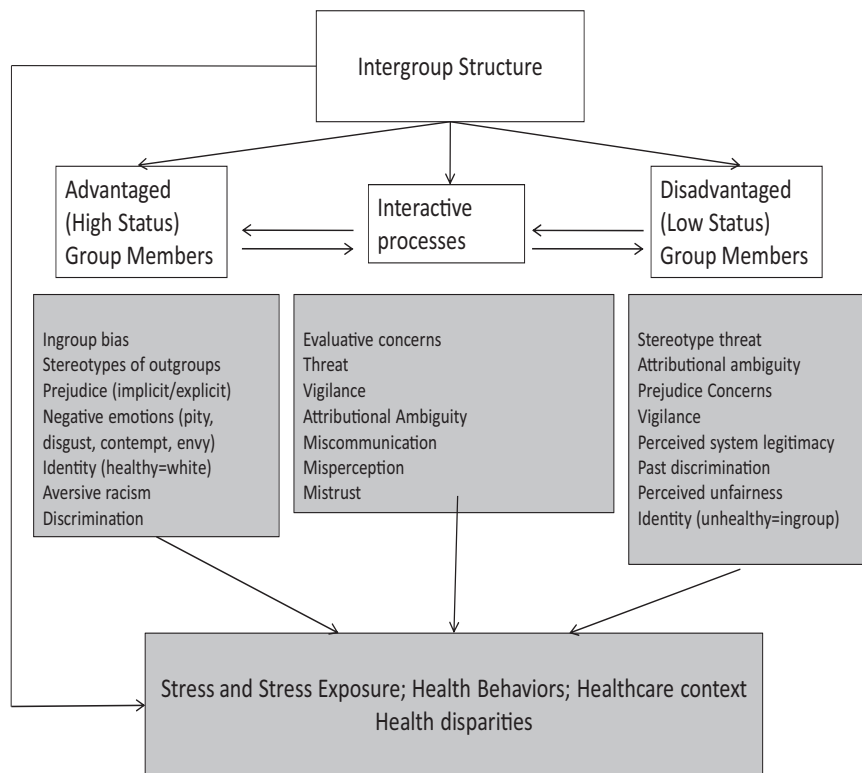 Intergroup Structure
Advantaged
(High Status)
Group Members
Interactive
processes
Disadvantaged
(Low Status)
Group Members
Ingroup bias
Stereotypes of outgroups
Prejudice (implicit/explicit)
Negative emotions (pity,
disgust, contempt, envy)
Identity (healthy=white)
Aversive racism
Discrimination
Evaluative concerns
Threat
Vigilance
Attributional Ambiguity
Miscommunication
Misperception
Mistrust
Stereotype threat
Attributional ambiguity
Prejudice Concerns
Vigilance
Perceived system legitimacy
Past discrimination
Perceived unfairness
Identity (unhealthy=ingroup)
Stress and Stress Exposure; Health Behaviors; Healthcare context
Health disparities